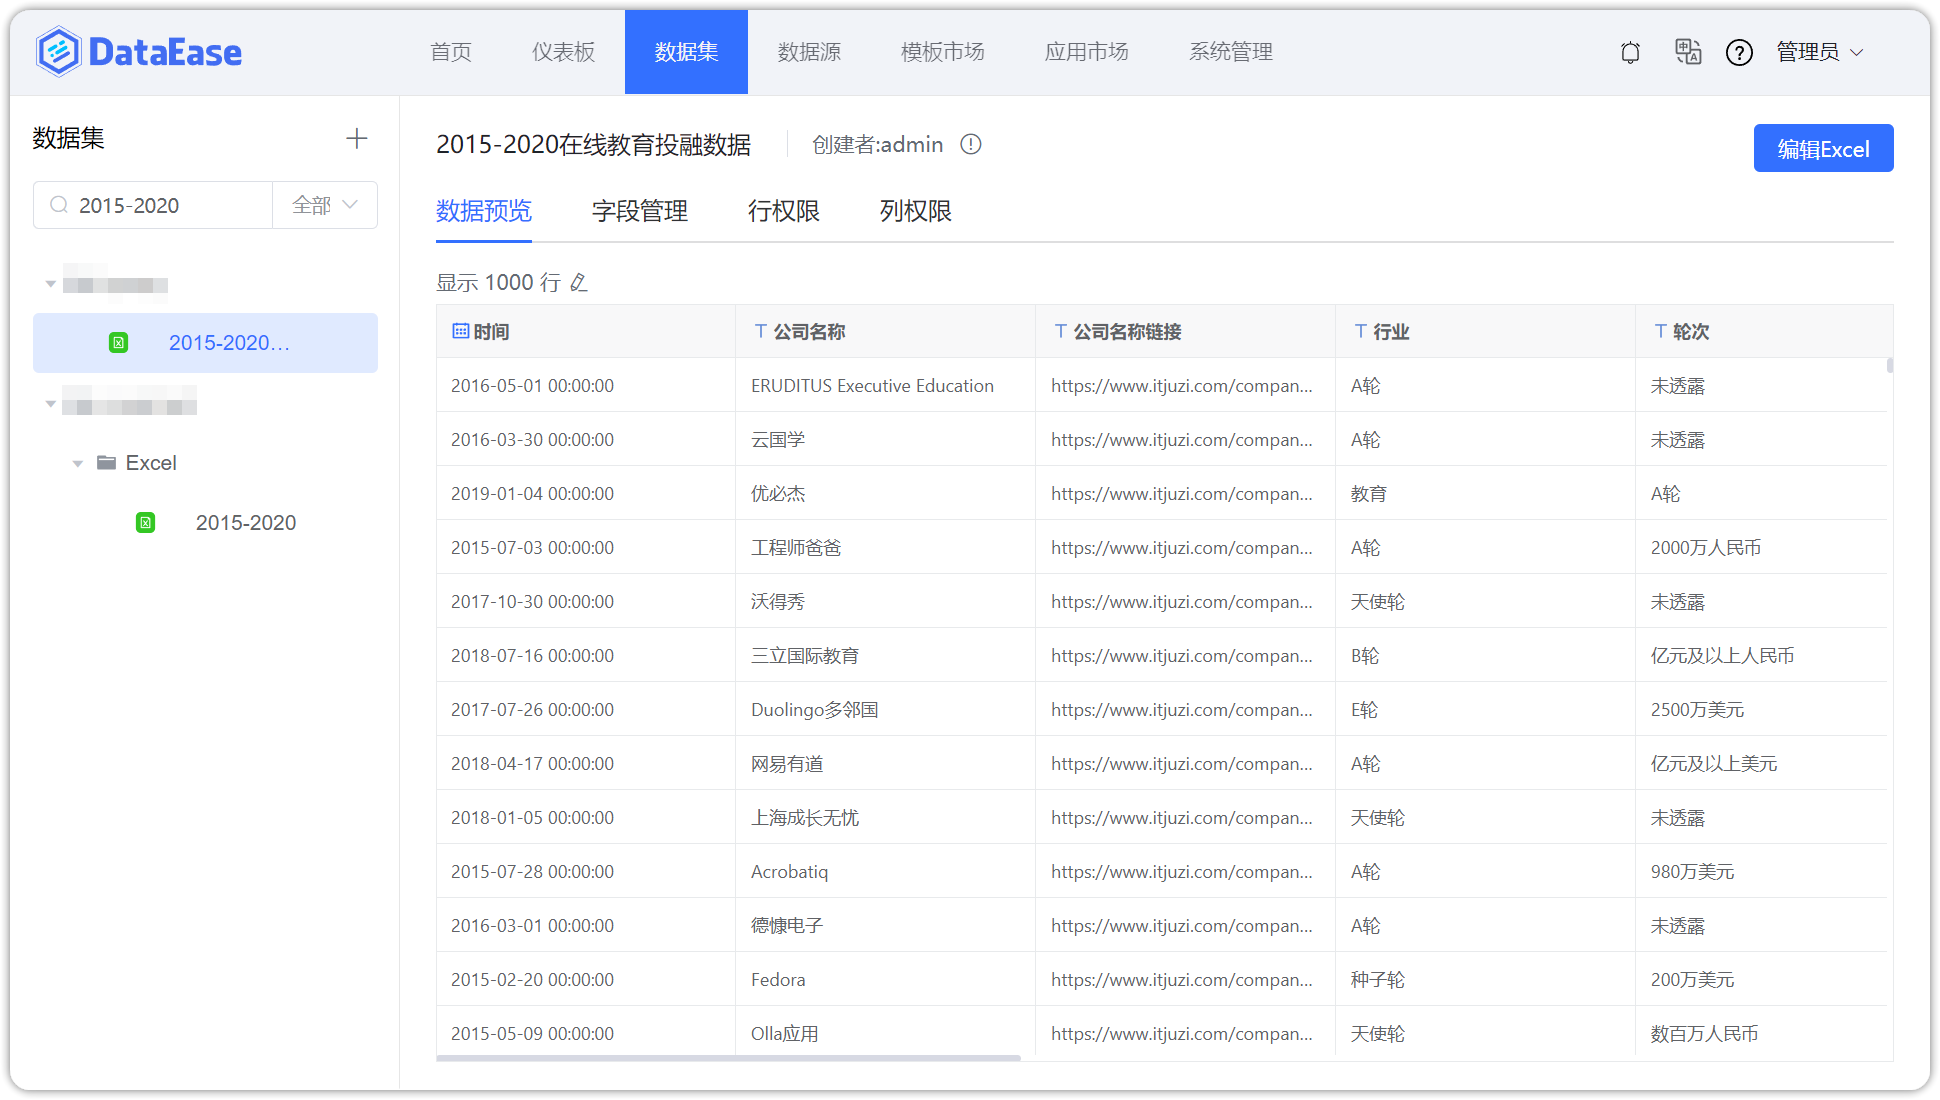 DataEase 首页 仪表板 数据集 数据源 模板市场 应用市场 系统管理 管理员
数据集
2015-2020 全部
2015-2020...
Excel
2015-2020
2015-2020在线教育投融数据 创建者:admin 编辑Excel
数据预览 字段管理 行权限 列权限
显示 1000 行
时间 公司名称 公司名称链接 行业 轮次
2016-05-01 00:00:00 ERUDITUS Executive Education https://www.itjuzi.com/compan... A轮 未透露
2016-03-30 00:00:00 云国学 https://www.itjuzi.com/compan... A轮 未透露
2019-01-04 00:00:00 优必杰 https://www.itjuzi.com/compan... 教育 A轮
2015-07-03 00:00:00 工程师爸爸 https://www.itjuzi.com/compan... A轮 2000万人民币
2017-10-30 00:00:00 沃得秀 https://www.itjuzi.com/compan... 天使轮 未透露
2018-07-16 00:00:00 三立国际教育 https://www.itjuzi.com/compan... B轮 亿元及以上人民币
2017-07-26 00:00:00 Duolingo多邻国 https://www.itjuzi.com/compan... E轮 2500万美元
2018-04-17 00:00:00 网易有道 https://www.itjuzi.com/compan... A轮 亿元及以上美元
2018-01-05 00:00:00 上海成长无忧 https://www.itjuzi.com/compan... 天使轮 未透露
2015-07-28 00:00:00 Acrobatiq https://www.itjuzi.com/compan... A轮 980万美元
2016-03-01 00:00:00 德慷电子 https://www.itjuzi.com/compan... A轮 未透露
2015-02-20 00:00:00 Fedora https://www.itjuzi.com/compan... 种子轮 200万美元
2015-05-09 00:00:00 Olla应用 https://www.itjuzi.com/compan... 天使轮 数百万人民币